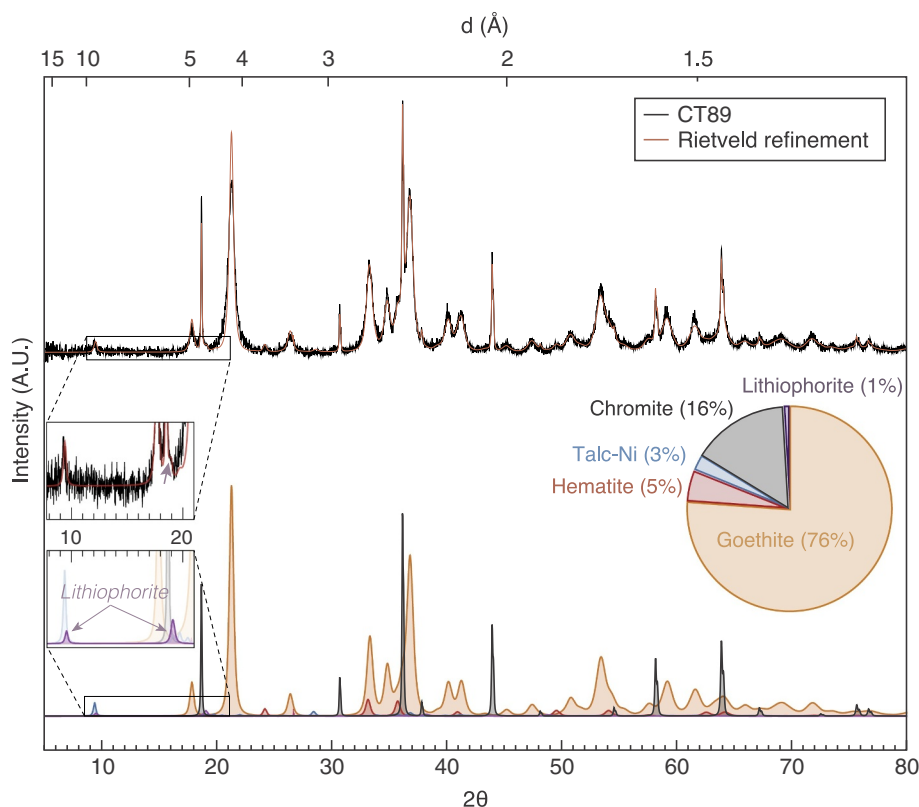 d (Å)
15 10 5 4 3 2 1.5
CT89
Rietveld refinement
Intensity (A.U.)
Lithiophorite (1%)
Chromite (16%)
Talc-Ni (3%)
Hematite (5%)
Goethite (76%)
10 20
Lithiophorite
10 20 30 40 50 60 70 80
2θ